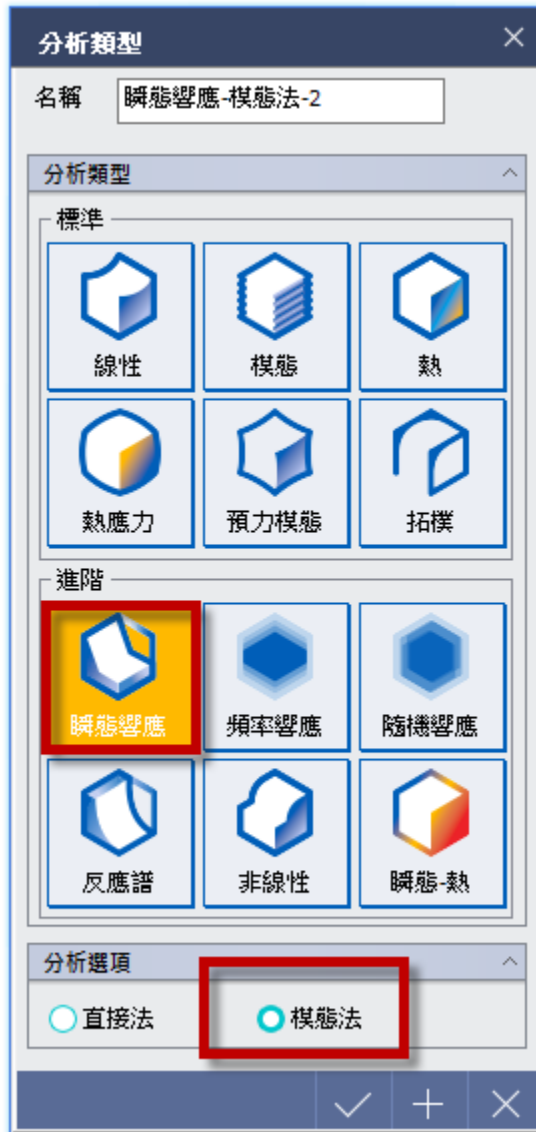 分析類型
名稱 瞬態響應-模態法-2
分析類型
標準
線性 模態 熱
熱應力 預力模態 拓樸
進階
瞬態響應 頻率響應 隨機響應
反應譜 非線性 瞬態-熱
分析選項
直接法 模態法